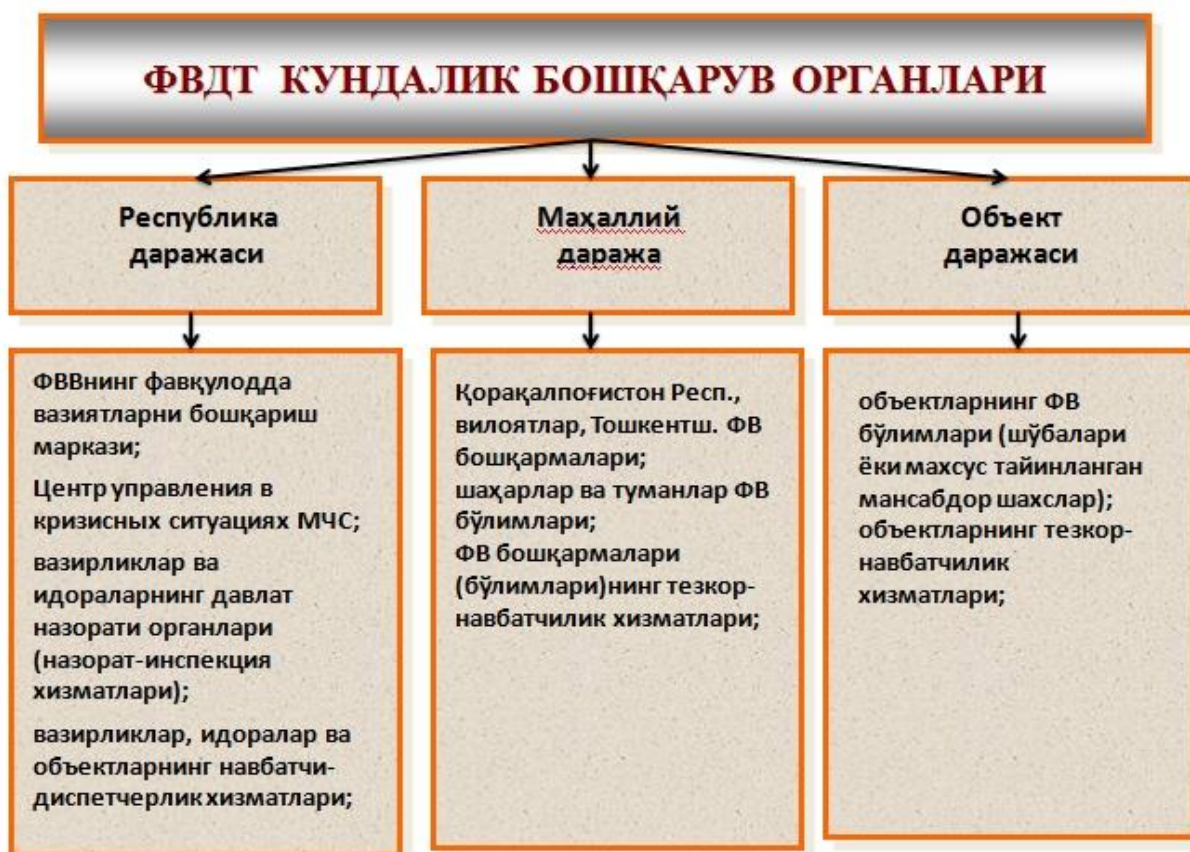 ФВДТ КУНДАЛИК БОШҚАРУВ ОРГАНЛАРИ
Республика
даражаси
ФВВнинг фавқулодда
вазиятларни бошқариш
маркази;
Центр управления в
кризисных ситуациях МЧС;
вазирликлар ва
идораларнинг давлат
назорати органлари
(назорат-инспекция
хизматлари);
вазирликлар, идоралар ва
объектларнинг навбатчи-
диспетчерлик хизматлари;
Маҳаллий
даража
Қорақалпоғистон Респ.,
вилоятлар, Тошкентш. ФВ
бошқармалари;
шаҳарлар ва туманлар ФВ
бўлимлари;
ФВ бошқармалари
(бўлимлари)нинг тезкор-
навбатчилик хизматлари;
Объект
даражаси
объектларнинг ФВ
бўлимлари (шўбалари
ёки махсус тайинланган
мансабдор шахслар);
объектларнинг тезкор-
навбатчилик
хизматлари;